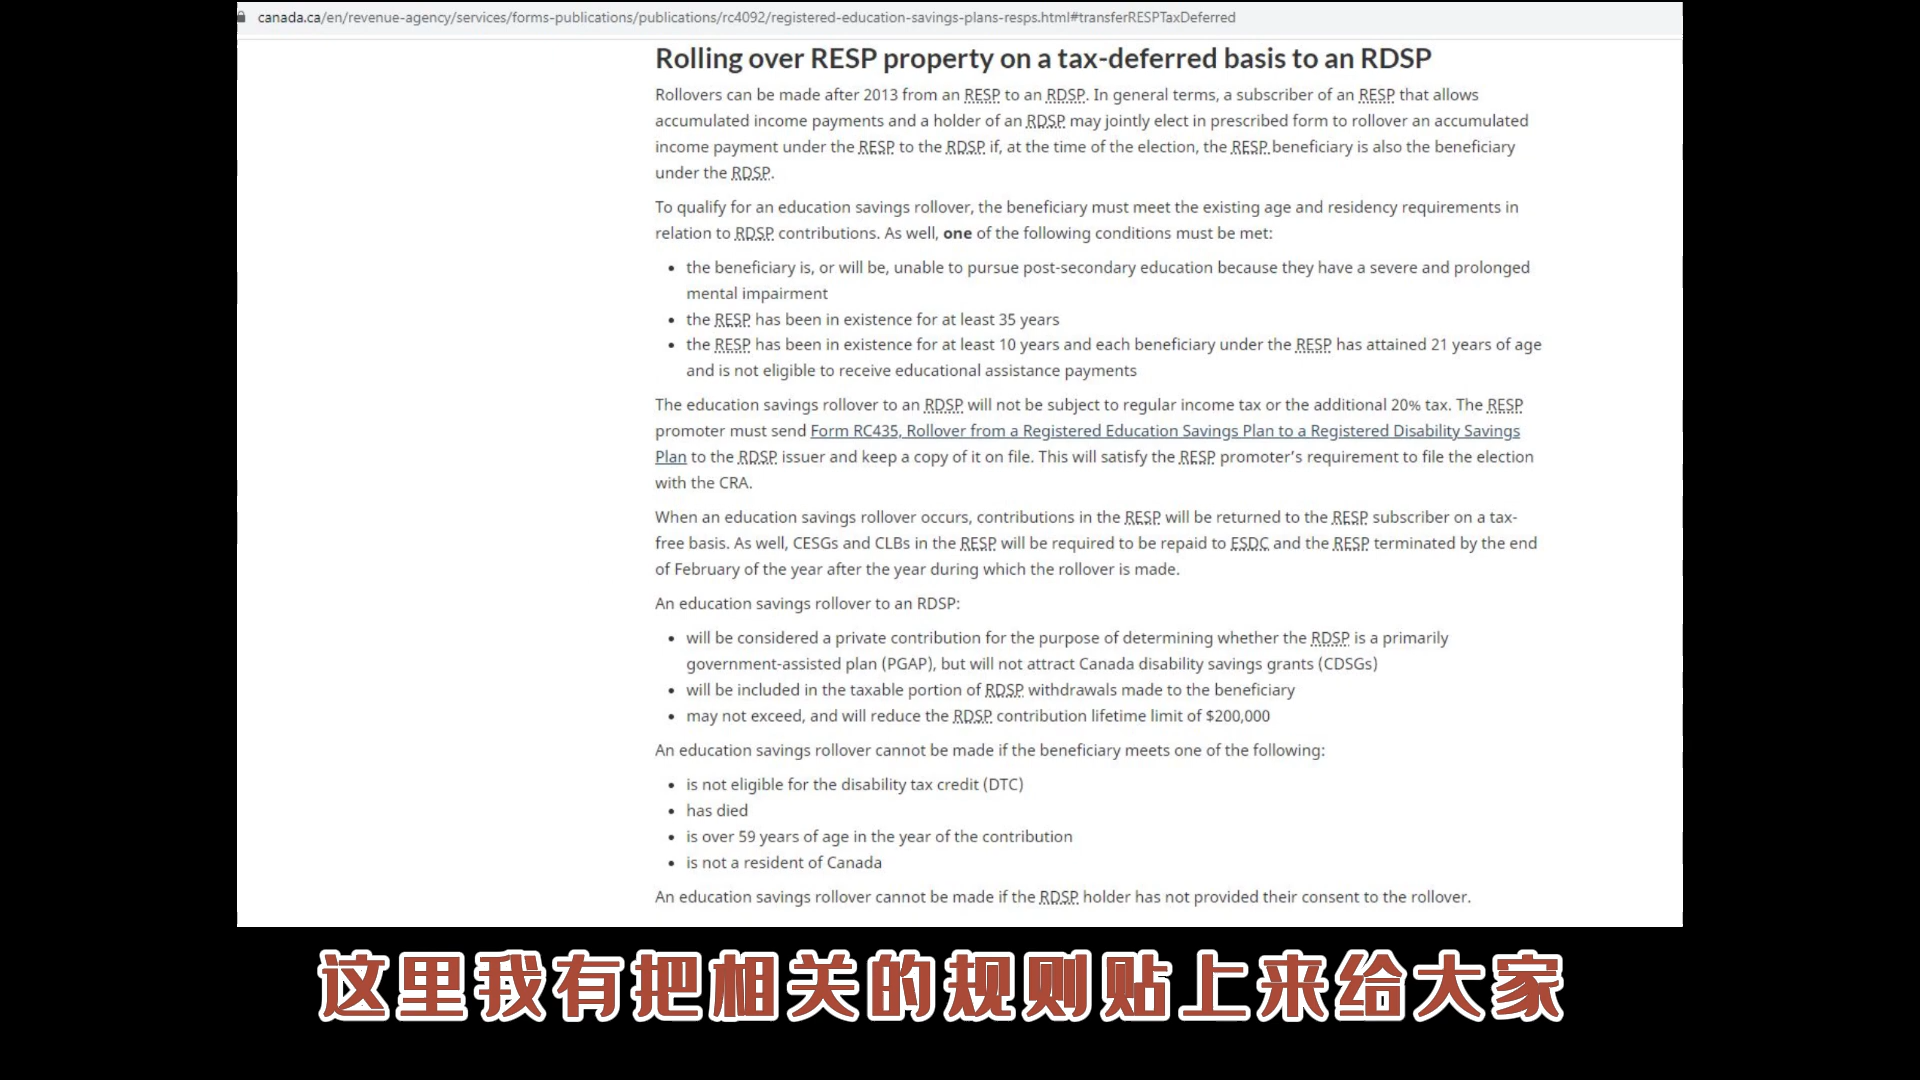 canada.ca/en/revenue-agency/services/forms-publications/publications/rc4092/registered-education-savings-plans-resps.html#transferRESPTaxDeferred
Rolling over RESP property on a tax-deferred basis to an RDSP
Rollovers can be made after 2013 from an RESP to an RDSP. In general terms, a subscriber of an RESP that allows
accumulated income payments and a holder of an RDSP may jointly elect in prescribed form to rollover an accumulated
income payment under the RESP to the RDSP if, at the time of the election, the RESP beneficiary is also the beneficiary
under the RDSP.
To qualify for an education savings rollover, the beneficiary must meet the existing age and residency requirements in
relation to RDSP contributions. As well, one of the following conditions must be met:
• the beneficiary is, or will be, unable to pursue post-secondary education because they have a severe and prolonged
mental impairment
• the RESP has been in existence for at least 35 years
• the RESP has been in existence for at least 10 years and each beneficiary under the RESP has attained 21 years of age
and is not eligible to receive educational assistance payments
The education savings rollover to an RDSP will not be subject to regular income tax or the additional 20% tax. The RESP
promoter must send Form RC435, Rollover from a Registered Education Savings Plan to a Registered Disability Savings
Plan to the RDSP issuer and keep a copy of it on file. This will satisfy the RESP promoter's requirement to file the election
with the CRA.
When an education savings rollover occurs, contributions in the RESP will be returned to the RESP subscriber on a tax-
free basis. As well, CESGs and CLBs in the RESP will be required to be repaid to ESDC and the RESP terminated by the end
of February of the year after the year during which the rollover is made.
An education savings rollover to an RDSP:
• will be considered a private contribution for the purpose of determining whether the RDSP is a primarily
government-assisted plan (PGAP), but will not attract Canada disability savings grants (CDSGs)
• will be included in the taxable portion of RDSP withdrawals made to the beneficiary
• may not exceed, and will reduce the RDSP contribution lifetime limit of $200,000
An education savings rollover cannot be made if the beneficiary meets one of the following:
• is not eligible for the disability tax credit (DTC)
• has died
• is over 59 years of age in the year of the contribution
• is not a resident of Canada
An education savings rollover cannot be made if the RDSP holder has not provided their consent to the rollover.
这里我有把相关的规则贴上来给大家